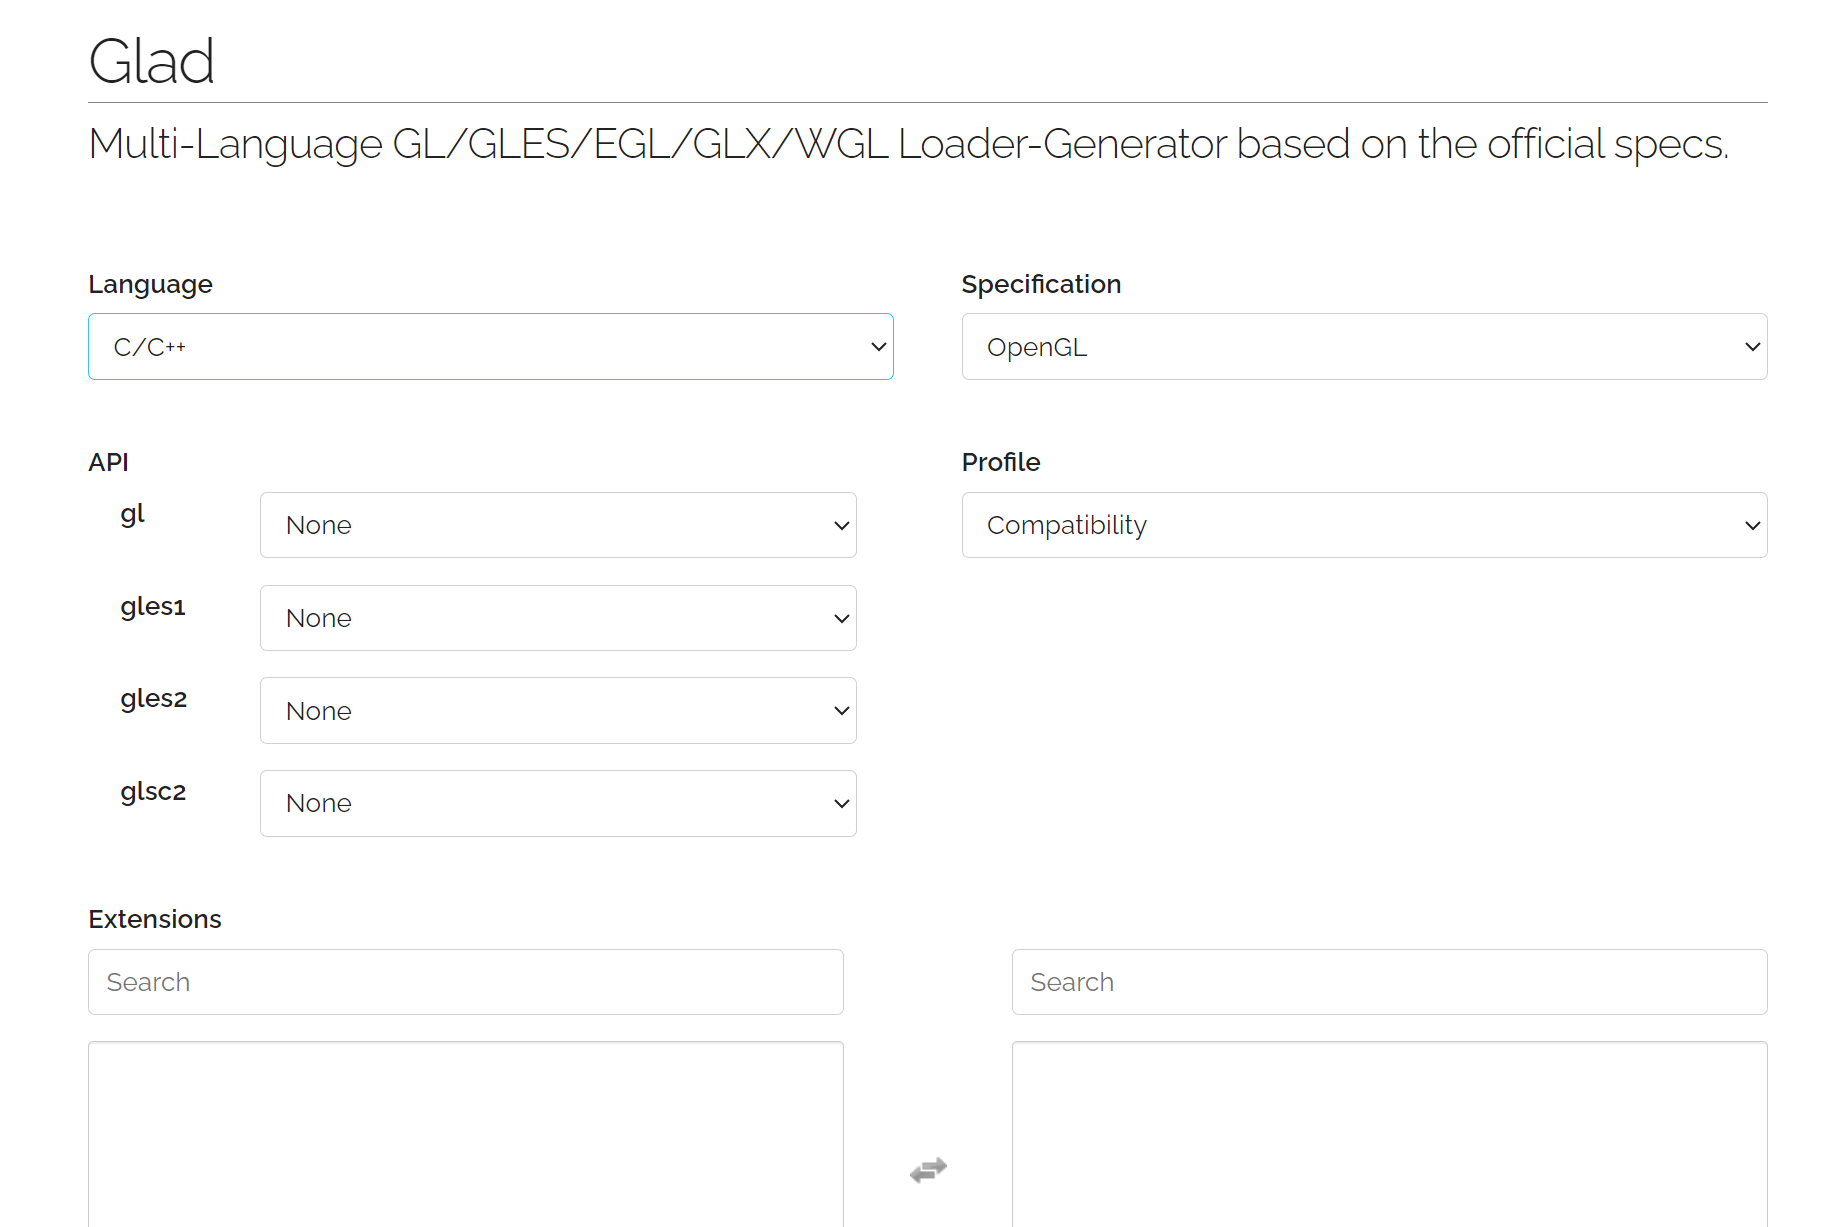 Glad
Multi-Language GL/GLES/EGL/GLX/WGL Loader-Generator based on the official specs.
Language
Specification
C/C++
OpenGL
API
Profile
gl
None
Compatibility
gles1
None
gles2
None
glsc2
None
Extensions
Search
Search